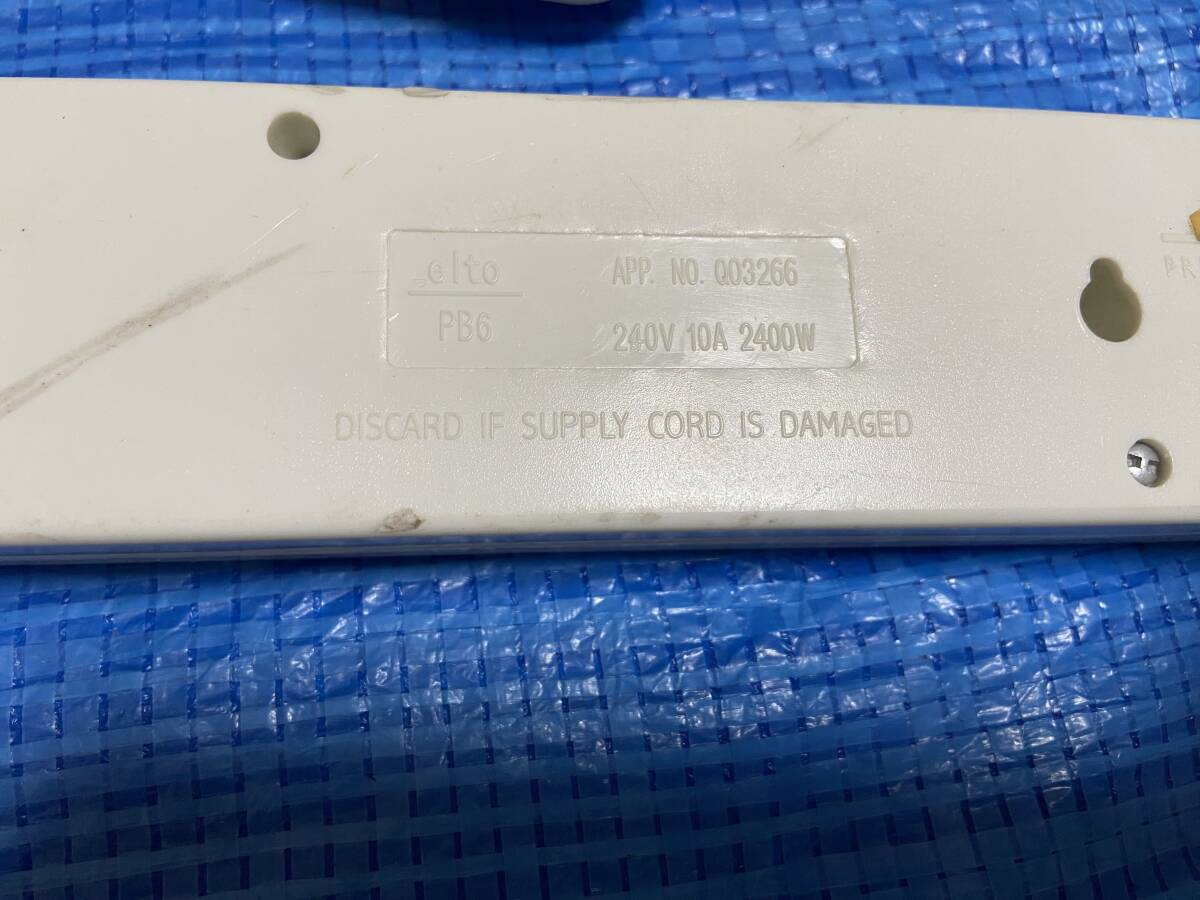 elto
PB6
APP. NO. Q03266
240V 10A 2400W
DISCARD IF SUPPLY CORD IS DAMAGED